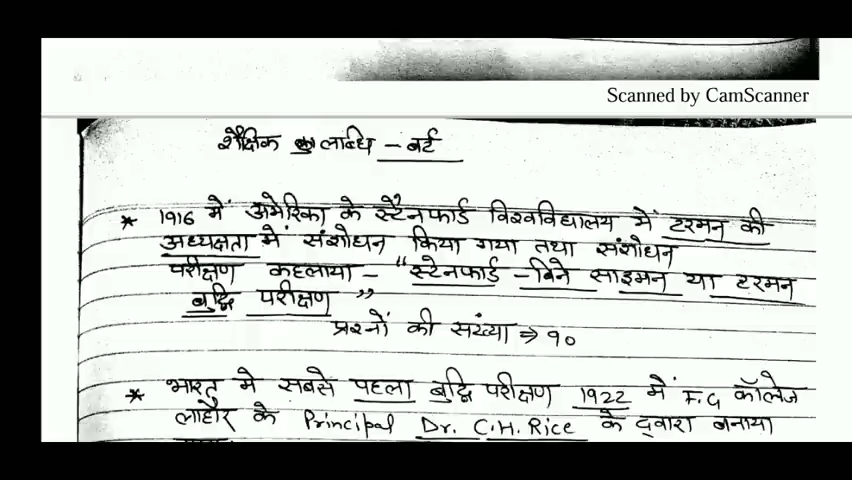 Scanned by CamScanner
शैक्षिक लाब्धि - बर्ट
* 1916 में अमेरिका के स्टैनफार्ड विश्वविद्यालय में टरमन की
अध्यक्षता में संशोधन किया गया तथा संशोधन
परीक्षण कहलाया - "स्टेनफार्ड - बिने साइमन या टरमन
बुद्धि परीक्षण"
प्रश्नों की संख्या ⇒ 90
* भारत मे सबसे पहला बुद्धि परीक्षण 1922 में F.G कॉलेज
लाहौर के Principal Dr. C.H. Rice के द्वारा बनाया